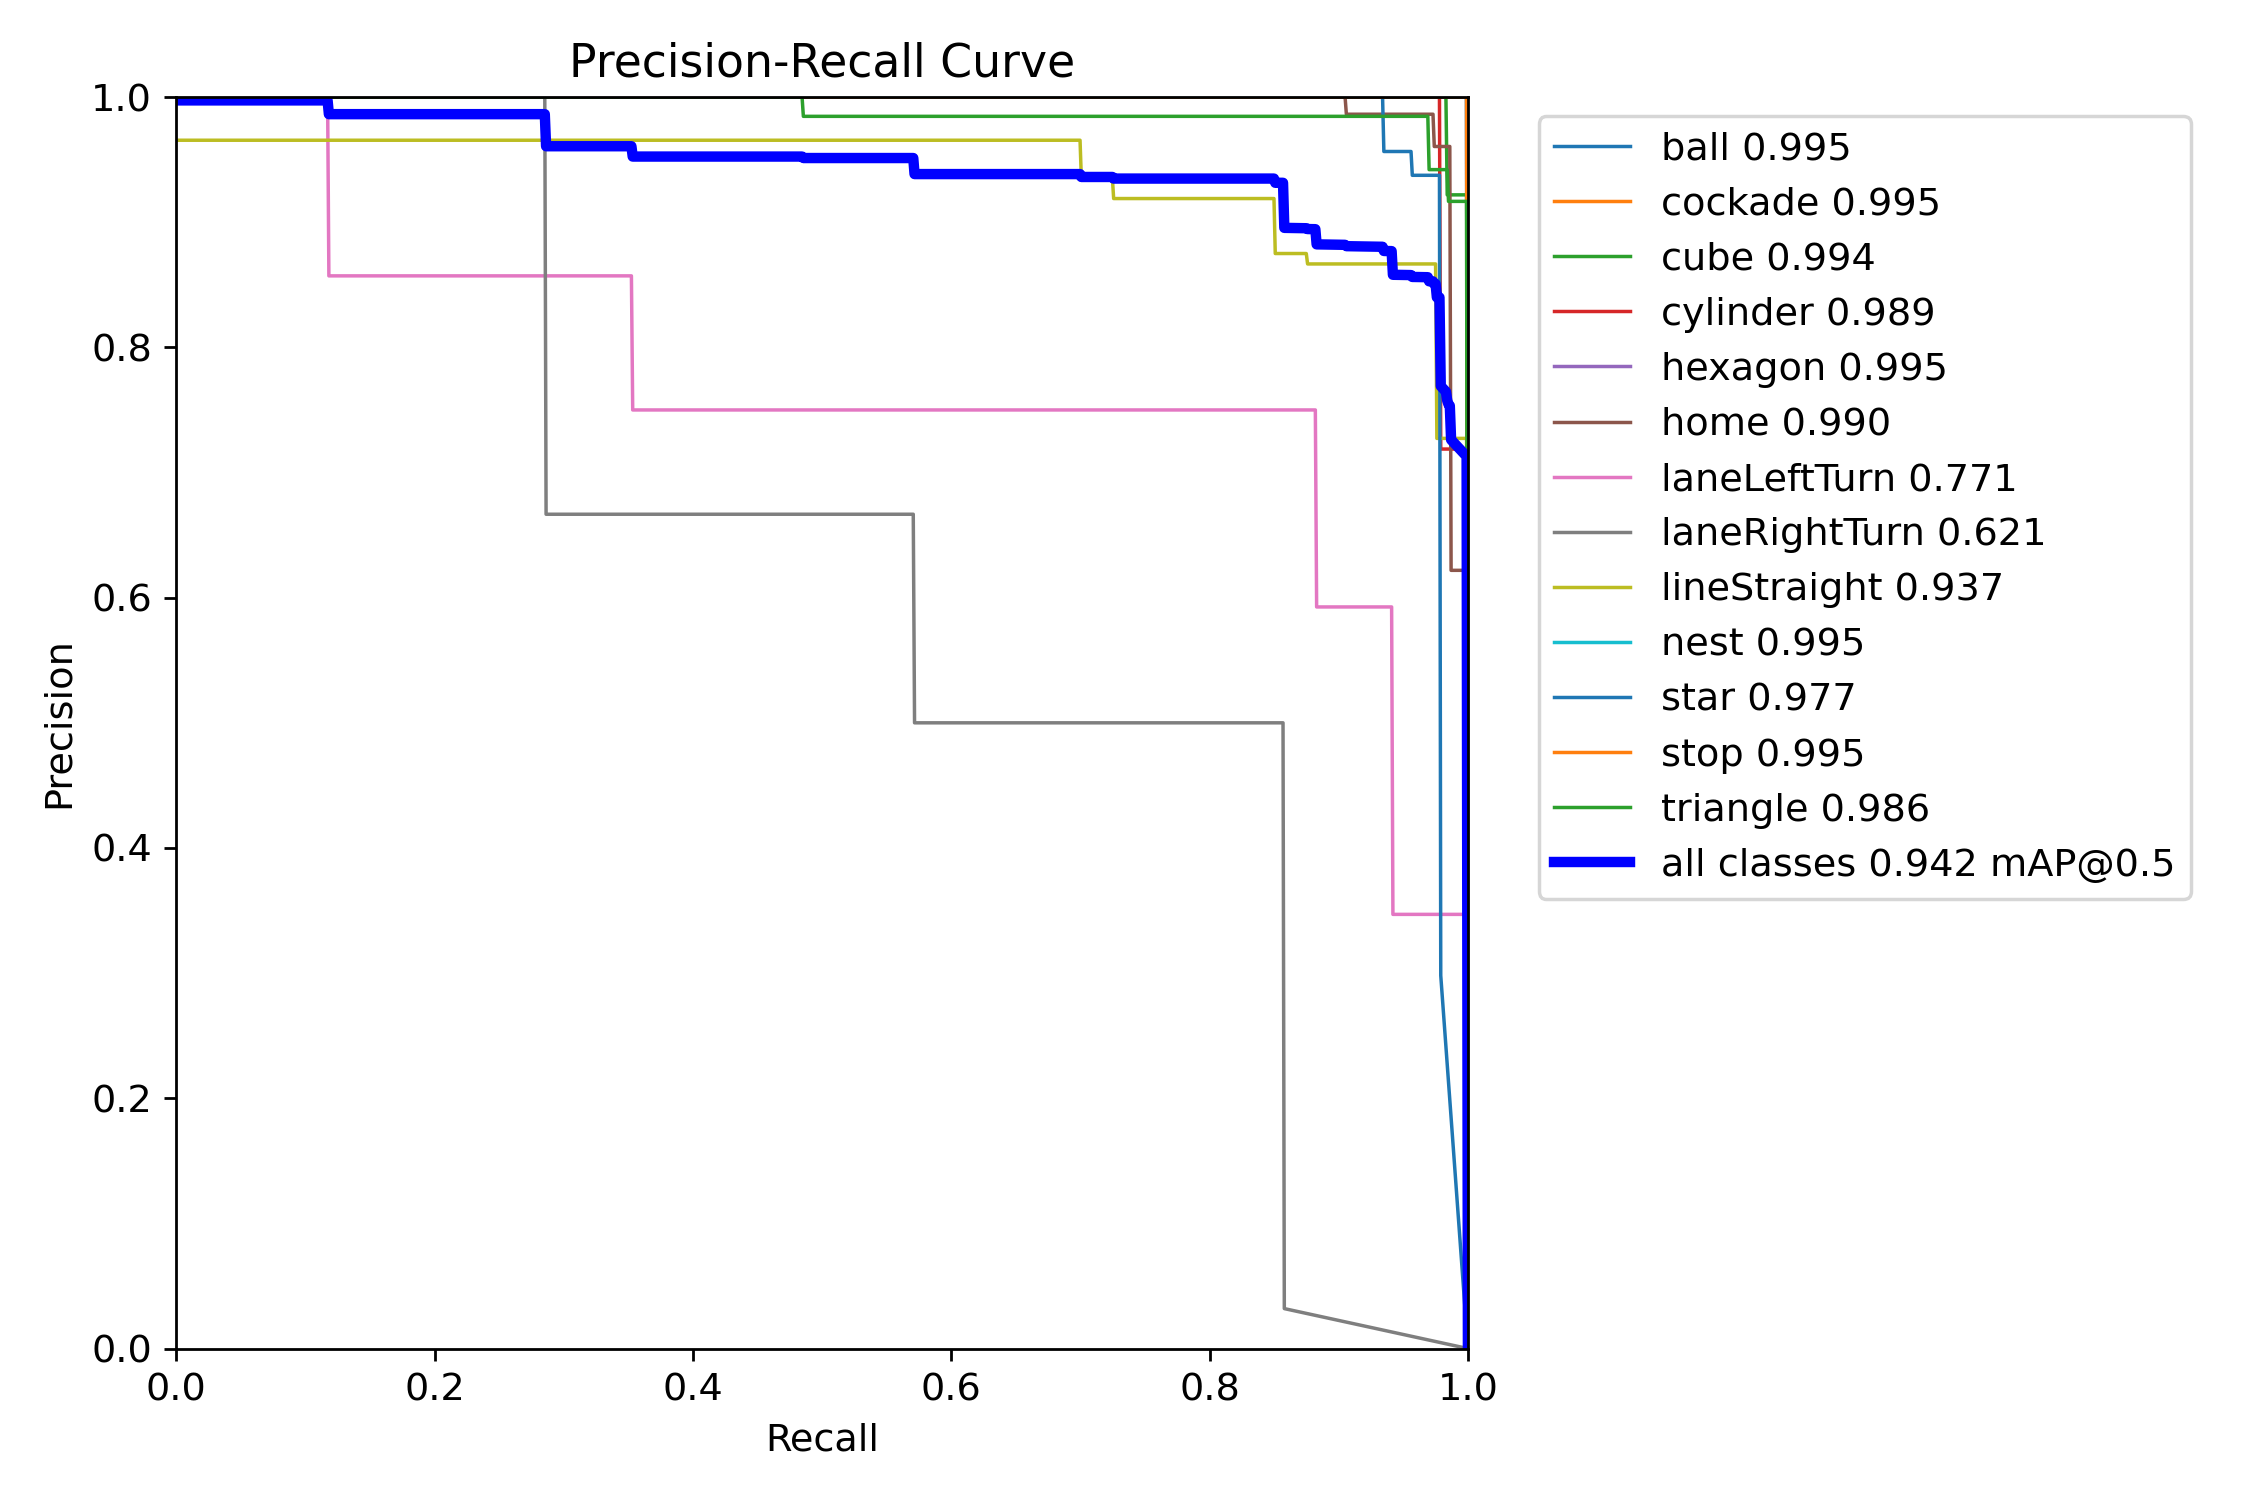 Precision-Recall Curve
1.0
0.8
0.6
0.4
0.2
0.0
Precision
0.0 0.2 0.4 0.6 0.8 1.0
Recall
ball 0.995
cockade 0.995
cube 0.994
cylinder 0.989
hexagon 0.995
home 0.990
laneLeftTurn 0.771
laneRightTurn 0.621
lineStraight 0.937
nest 0.995
star 0.977
stop 0.995
triangle 0.986
all classes 0.942 mAP@0.5